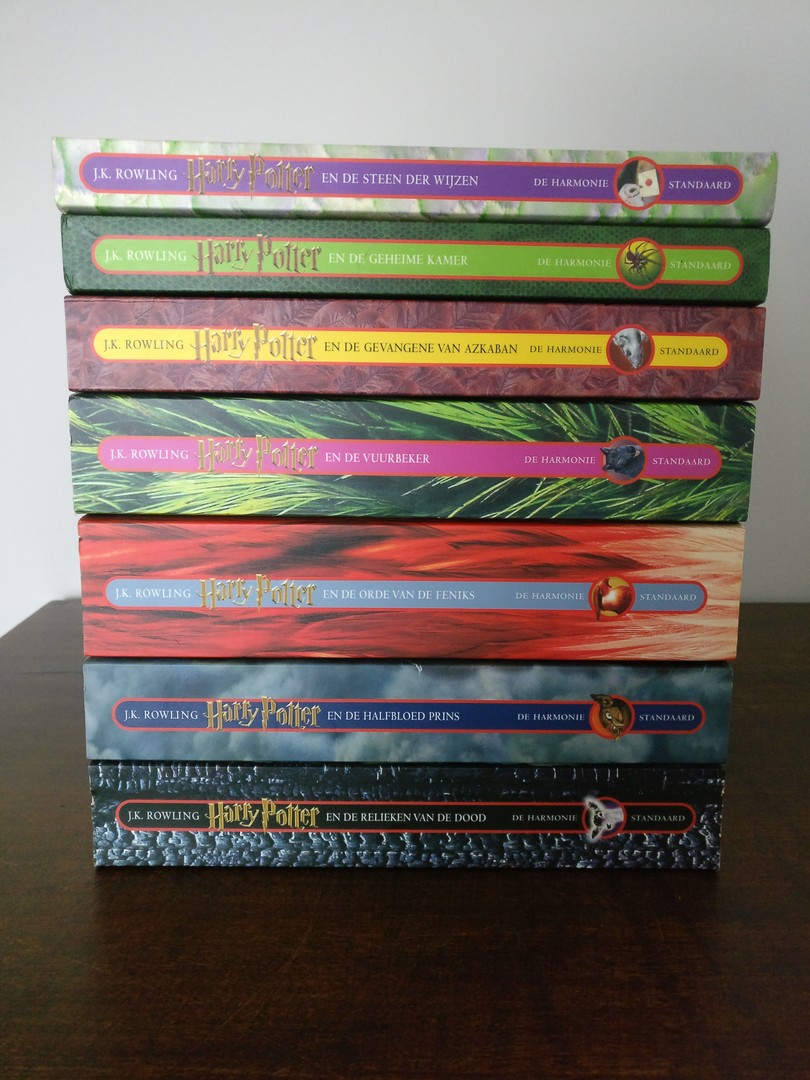 J.K. ROWLING Harry Potter EN DE STEEN DER WIJZEN DE HARMONIE STANDAARD
J.K. ROWLING Harry Potter EN DE GEHEIME KAMER DE HARMONIE STANDAARD
J.K. ROWLING Harry Potter EN DE GEVANGENE VAN AZKABAN DE HARMONIE STANDAARD
J.K. ROWLING Harry Potter EN DE VUURBEKER DE HARMONIE STANDAARD
J.K. ROWLING Harry Potter EN DE ORDE VAN DE FENIKS DE HARMONIE STANDAARD
J.K. ROWLING Harry Potter EN DE HALFBLOED PRINS DE HARMONIE STANDAARD
J.K. ROWLING Harry Potter EN DE RELIEKEN VAN DE DOOD DE HARMONIE STANDAARD